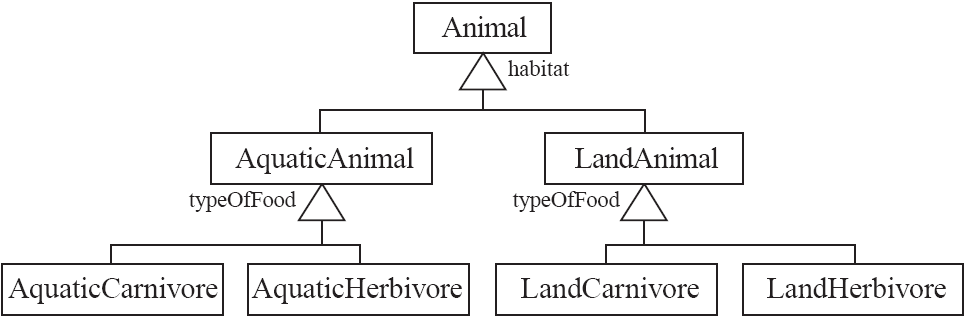 Animal
habitat
AquaticAnimal
LandAnimal
typeOfFood
typeOfFood
AquaticCarnivore
AquaticHerbivore
LandCarnivore
LandHerbivore